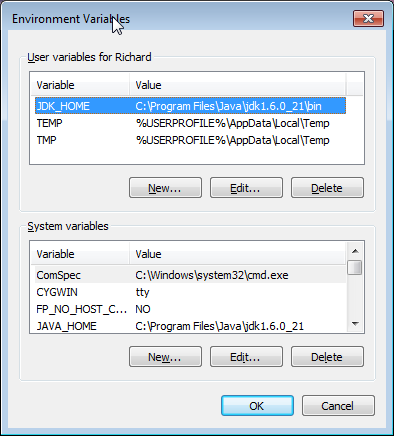 Environment Variables
User variables for Richard
Variable Value
JDK_HOME C:\Program Files\Java\jdk1.6.0_21\bin
TEMP %USERPROFILE%\AppData\Local\Temp
TMP %USERPROFILE%\AppData\Local\Temp
New... Edit... Delete
System variables
Variable Value
ComSpec C:\Windows\system32\cmd.exe
CYGWIN tty
FP_NO_HOST_C... NO
JAVA_HOME C:\Program Files\Java\jdk1.6.0_21
New... Edit... Delete
OK Cancel